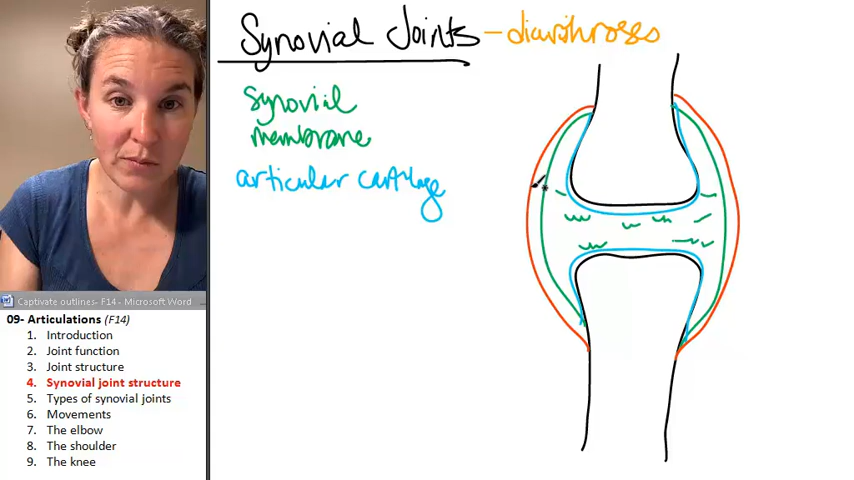 Synovial Joints - diarthroses
synovial
membrane
articular cartilage
Captivate outlines- F14 - Microsoft Word
09- Articulations (F14)
1. Introduction
2. Joint function
3. Joint structure
4. Synovial joint structure
5. Types of synovial joints
6. Movements
7. The elbow
8. The shoulder
9. The knee